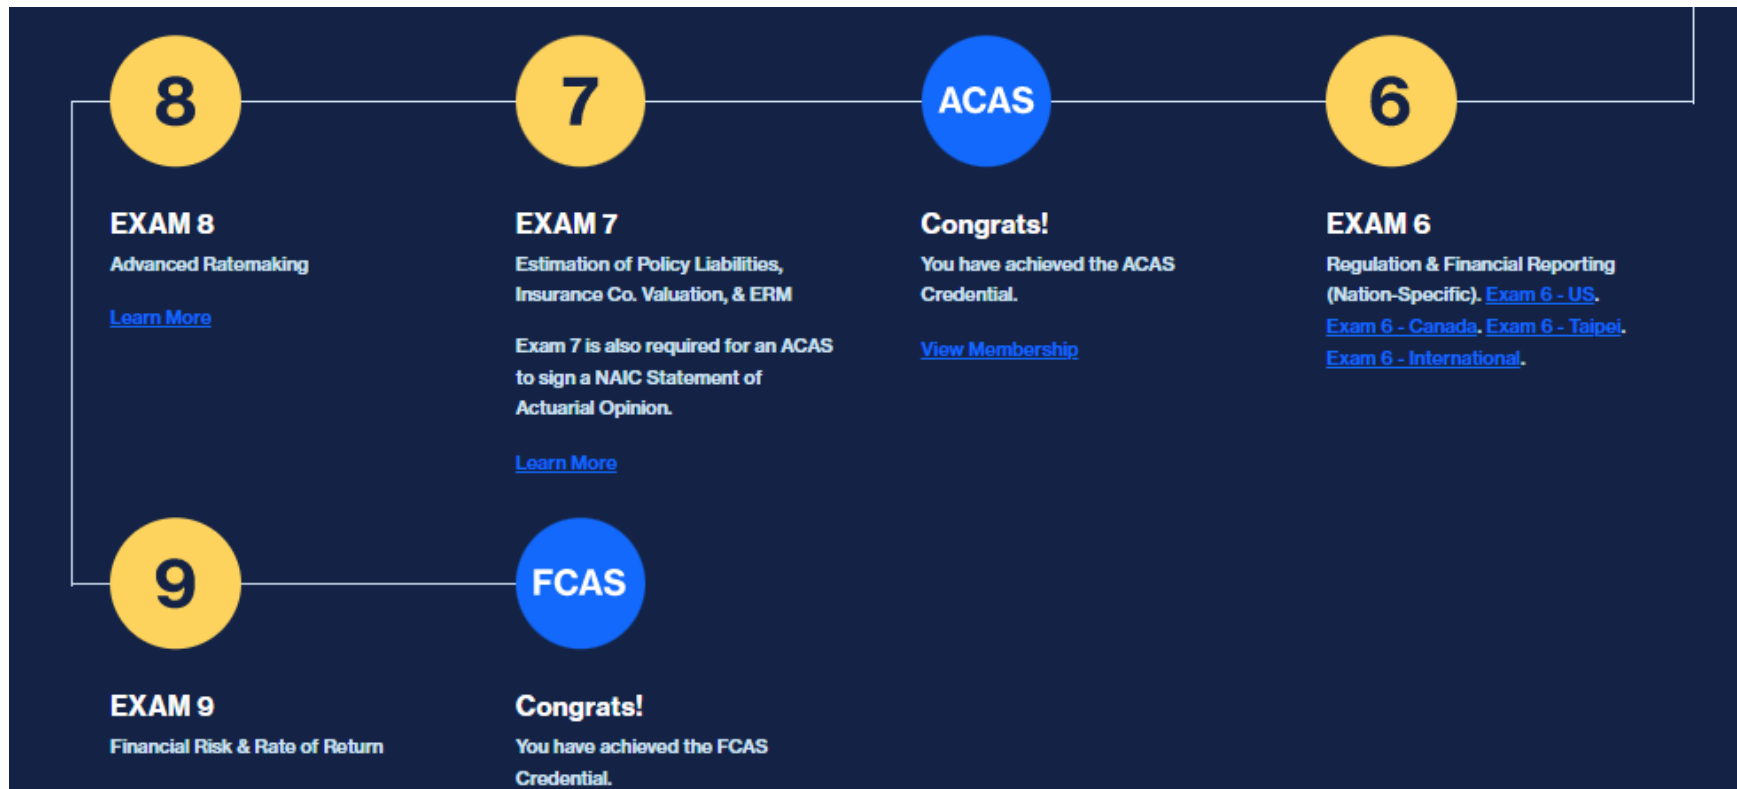 8
7
ACAS
6
EXAM 8
Advanced Ratemaking
Learn More
EXAM 7
Estimation of Policy Liabilities,
Insurance Co. Valuation, & ERM
Exam 7 is also required for an ACAS
to sign a NAIC Statement of
Actuarial Opinion.
Learn More
Congrats!
You have achieved the ACAS
Credential.
View Membership
EXAM 6
Regulation & Financial Reporting
(Nation-Specific). Exam 6 - US.
Exam 6 - Canada. Exam 6 - Taipei.
Exam 6 - International.
9
FCAS
EXAM 9
Financial Risk & Rate of Return
Congrats!
You have achieved the FCAS
Credential.